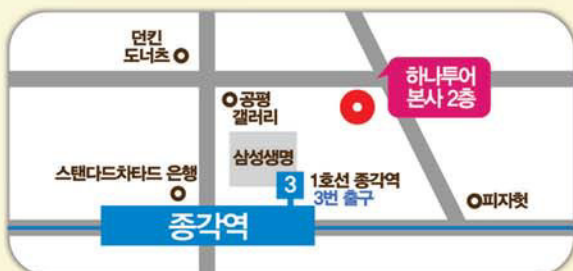 던킨
도너츠
하나투어
본사 2층
공평
갤러리
삼성생명
스탠다드차타드 은행
3
1호선 종각역
3번 출구
피자헛
종각역